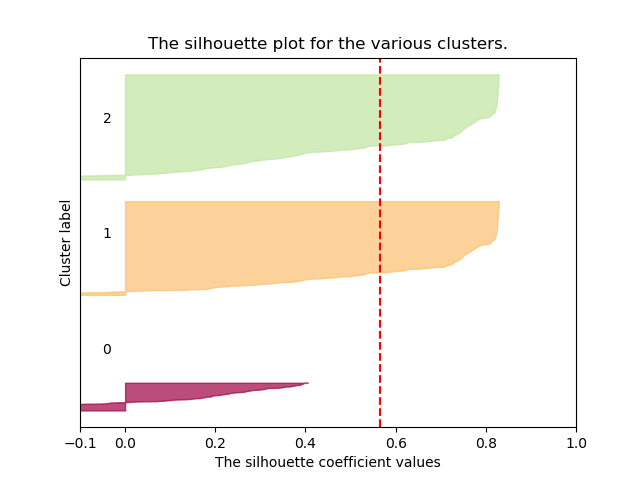 The silhouette plot for the various clusters.
2
1
0
Cluster label
−0.1 0.0 0.2 0.4 0.6 0.8 1.0
The silhouette coefficient values